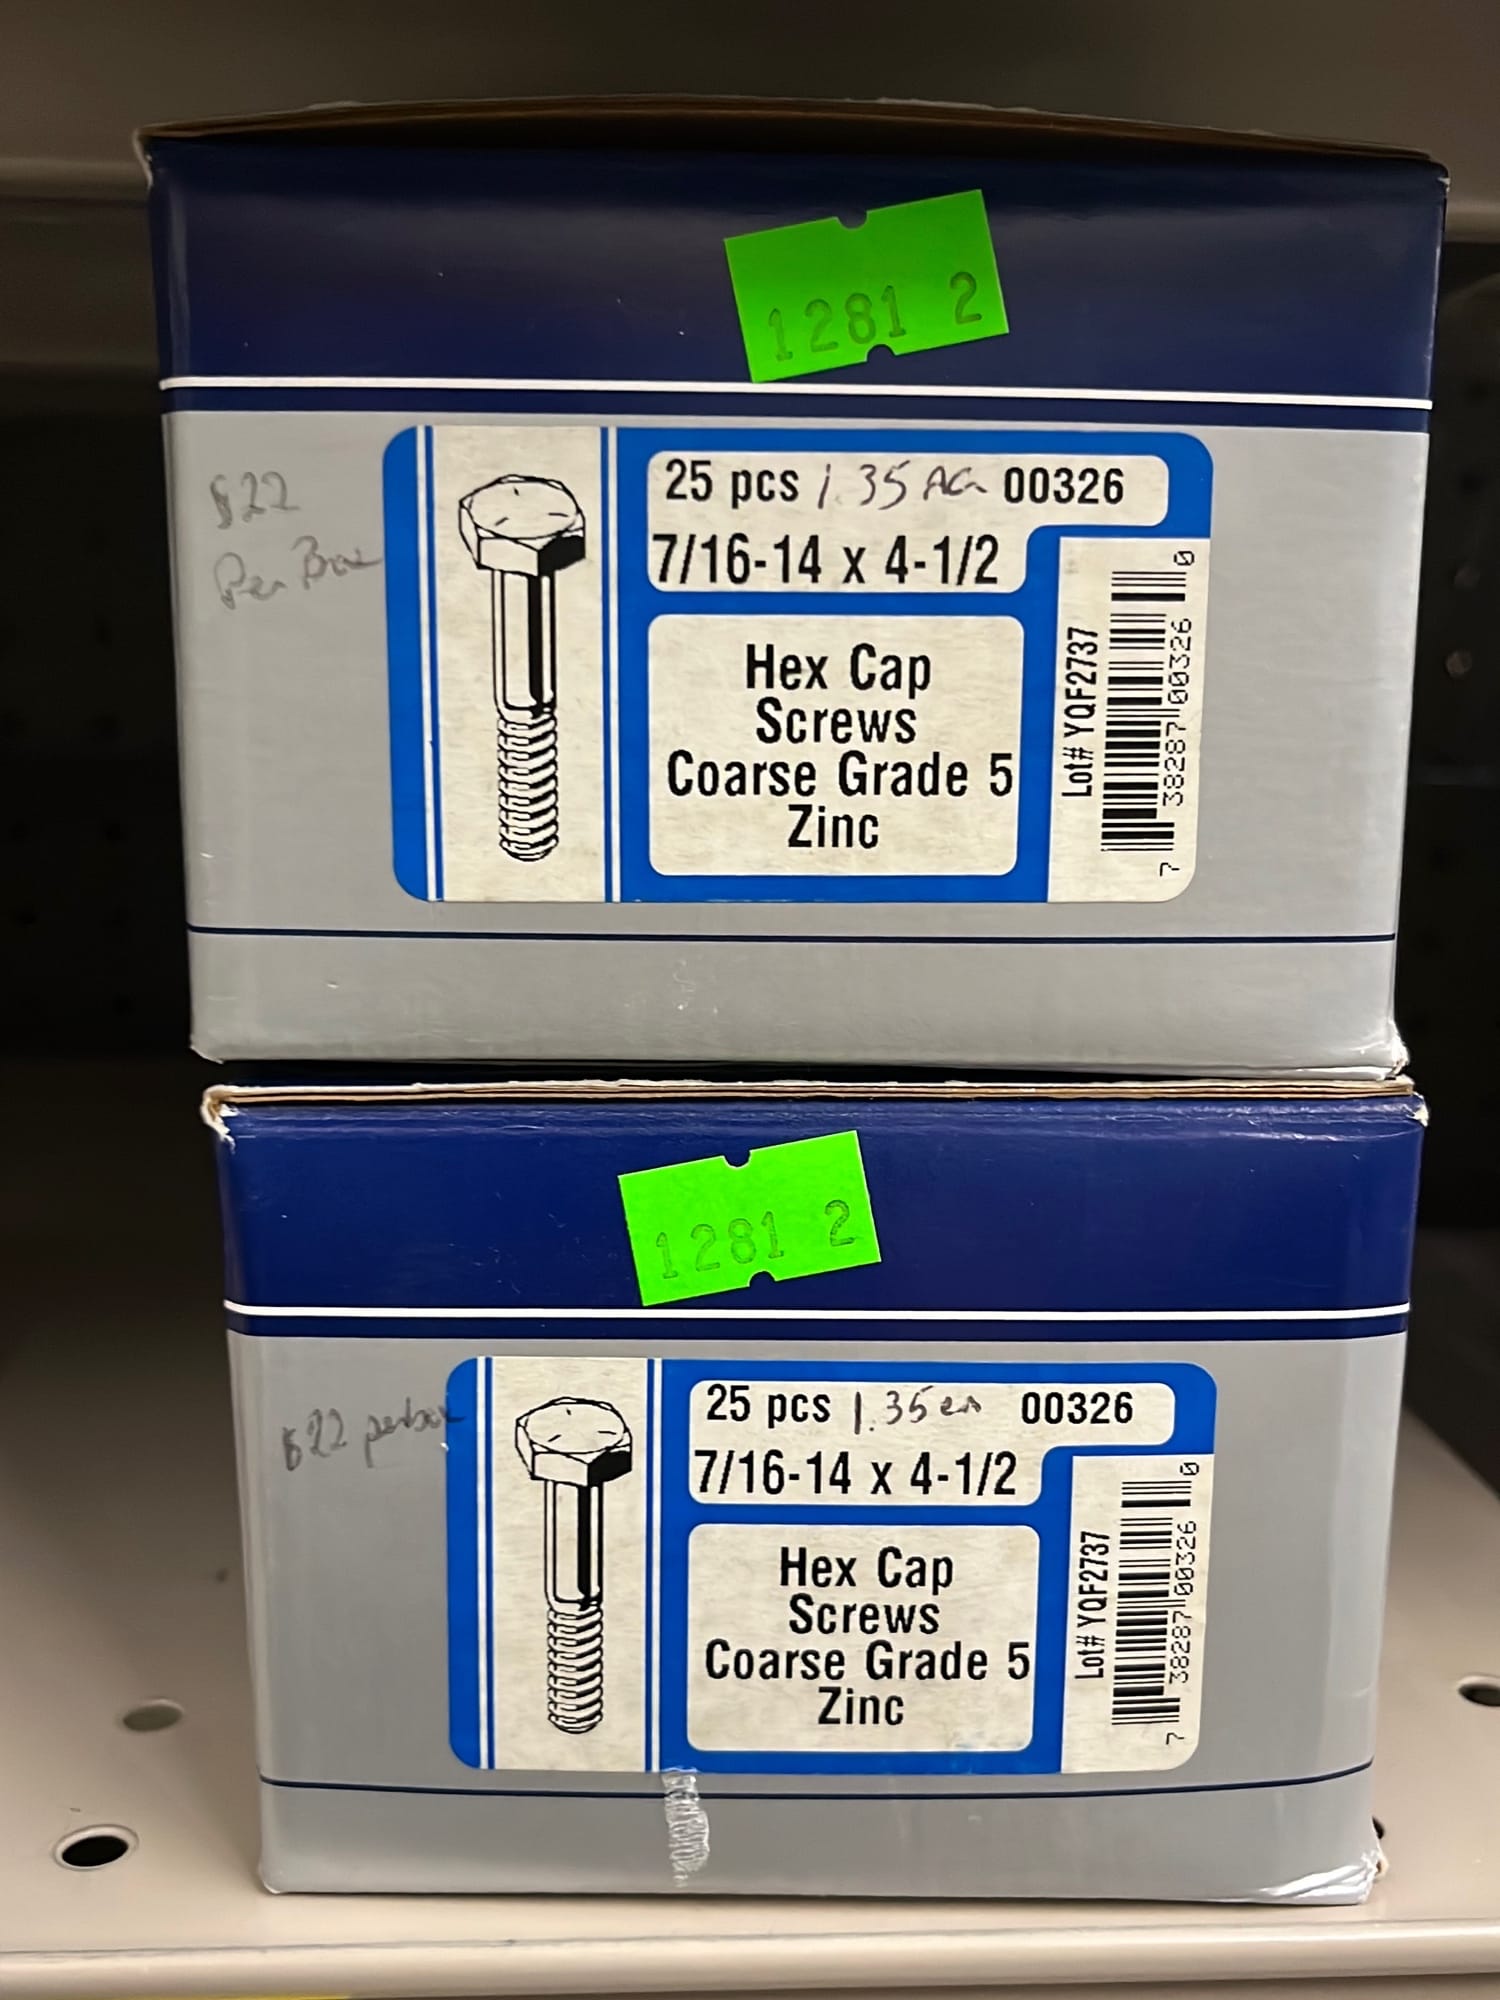 1281 2
$22
Per Box
25 pcs 1.35 ea 00326
7/16-14 x 4-1/2
Hex Cap
Screws
Coarse Grade 5
Zinc
Lot# YQF2737
7 38287 00326 0
1281 2
$22 per box
25 pcs 1.35 ea 00326
7/16-14 x 4-1/2
Hex Cap
Screws
Coarse Grade 5
Zinc
Lot# YQF2737
7 38287 00326 0